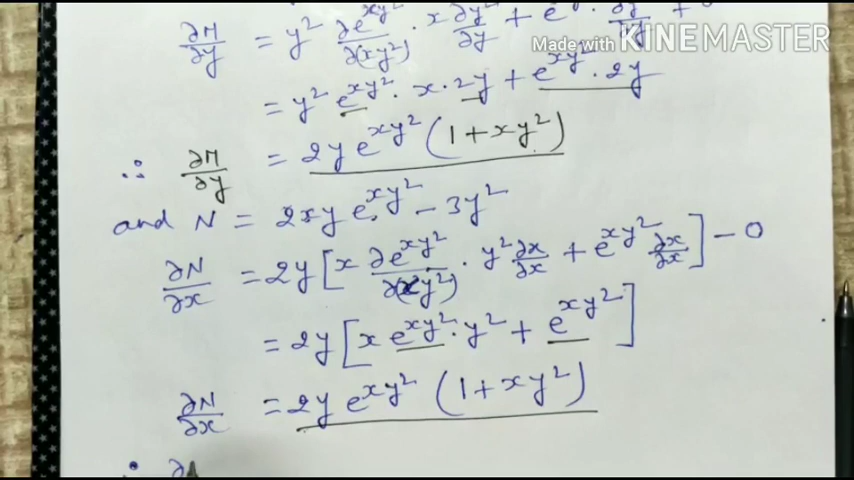 ∂M/∂y = y² ∂e^xy²/∂(xy²) · x ∂y²/∂y + e
Made with KINEMASTER
= y² e^xy² · x · 2y + e^xy² · 2y
∴ ∂M/∂y = 2y e^xy² (1 + xy²)
and N = 2xy e^xy² - 3y²
∂N/∂x = 2y [x ∂e^xy²/∂(xy²) · y² ∂x/∂x + e^xy² ∂x/∂x] - 0
= 2y [x e^xy² · y² + e^xy²]
∂N/∂x = 2y e^xy² (1 + xy²)
∴ ∂